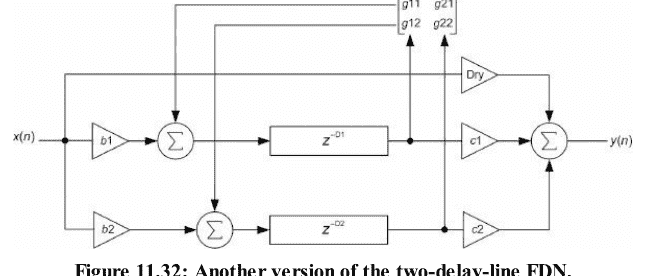 g11 g21
g12 g22
Dry
x(n) b1 Σ z^-D1 c1 Σ y(n)
b2 Σ z^-D2 c2
Figure 11.32: Another version of the two-delay-line FDN.